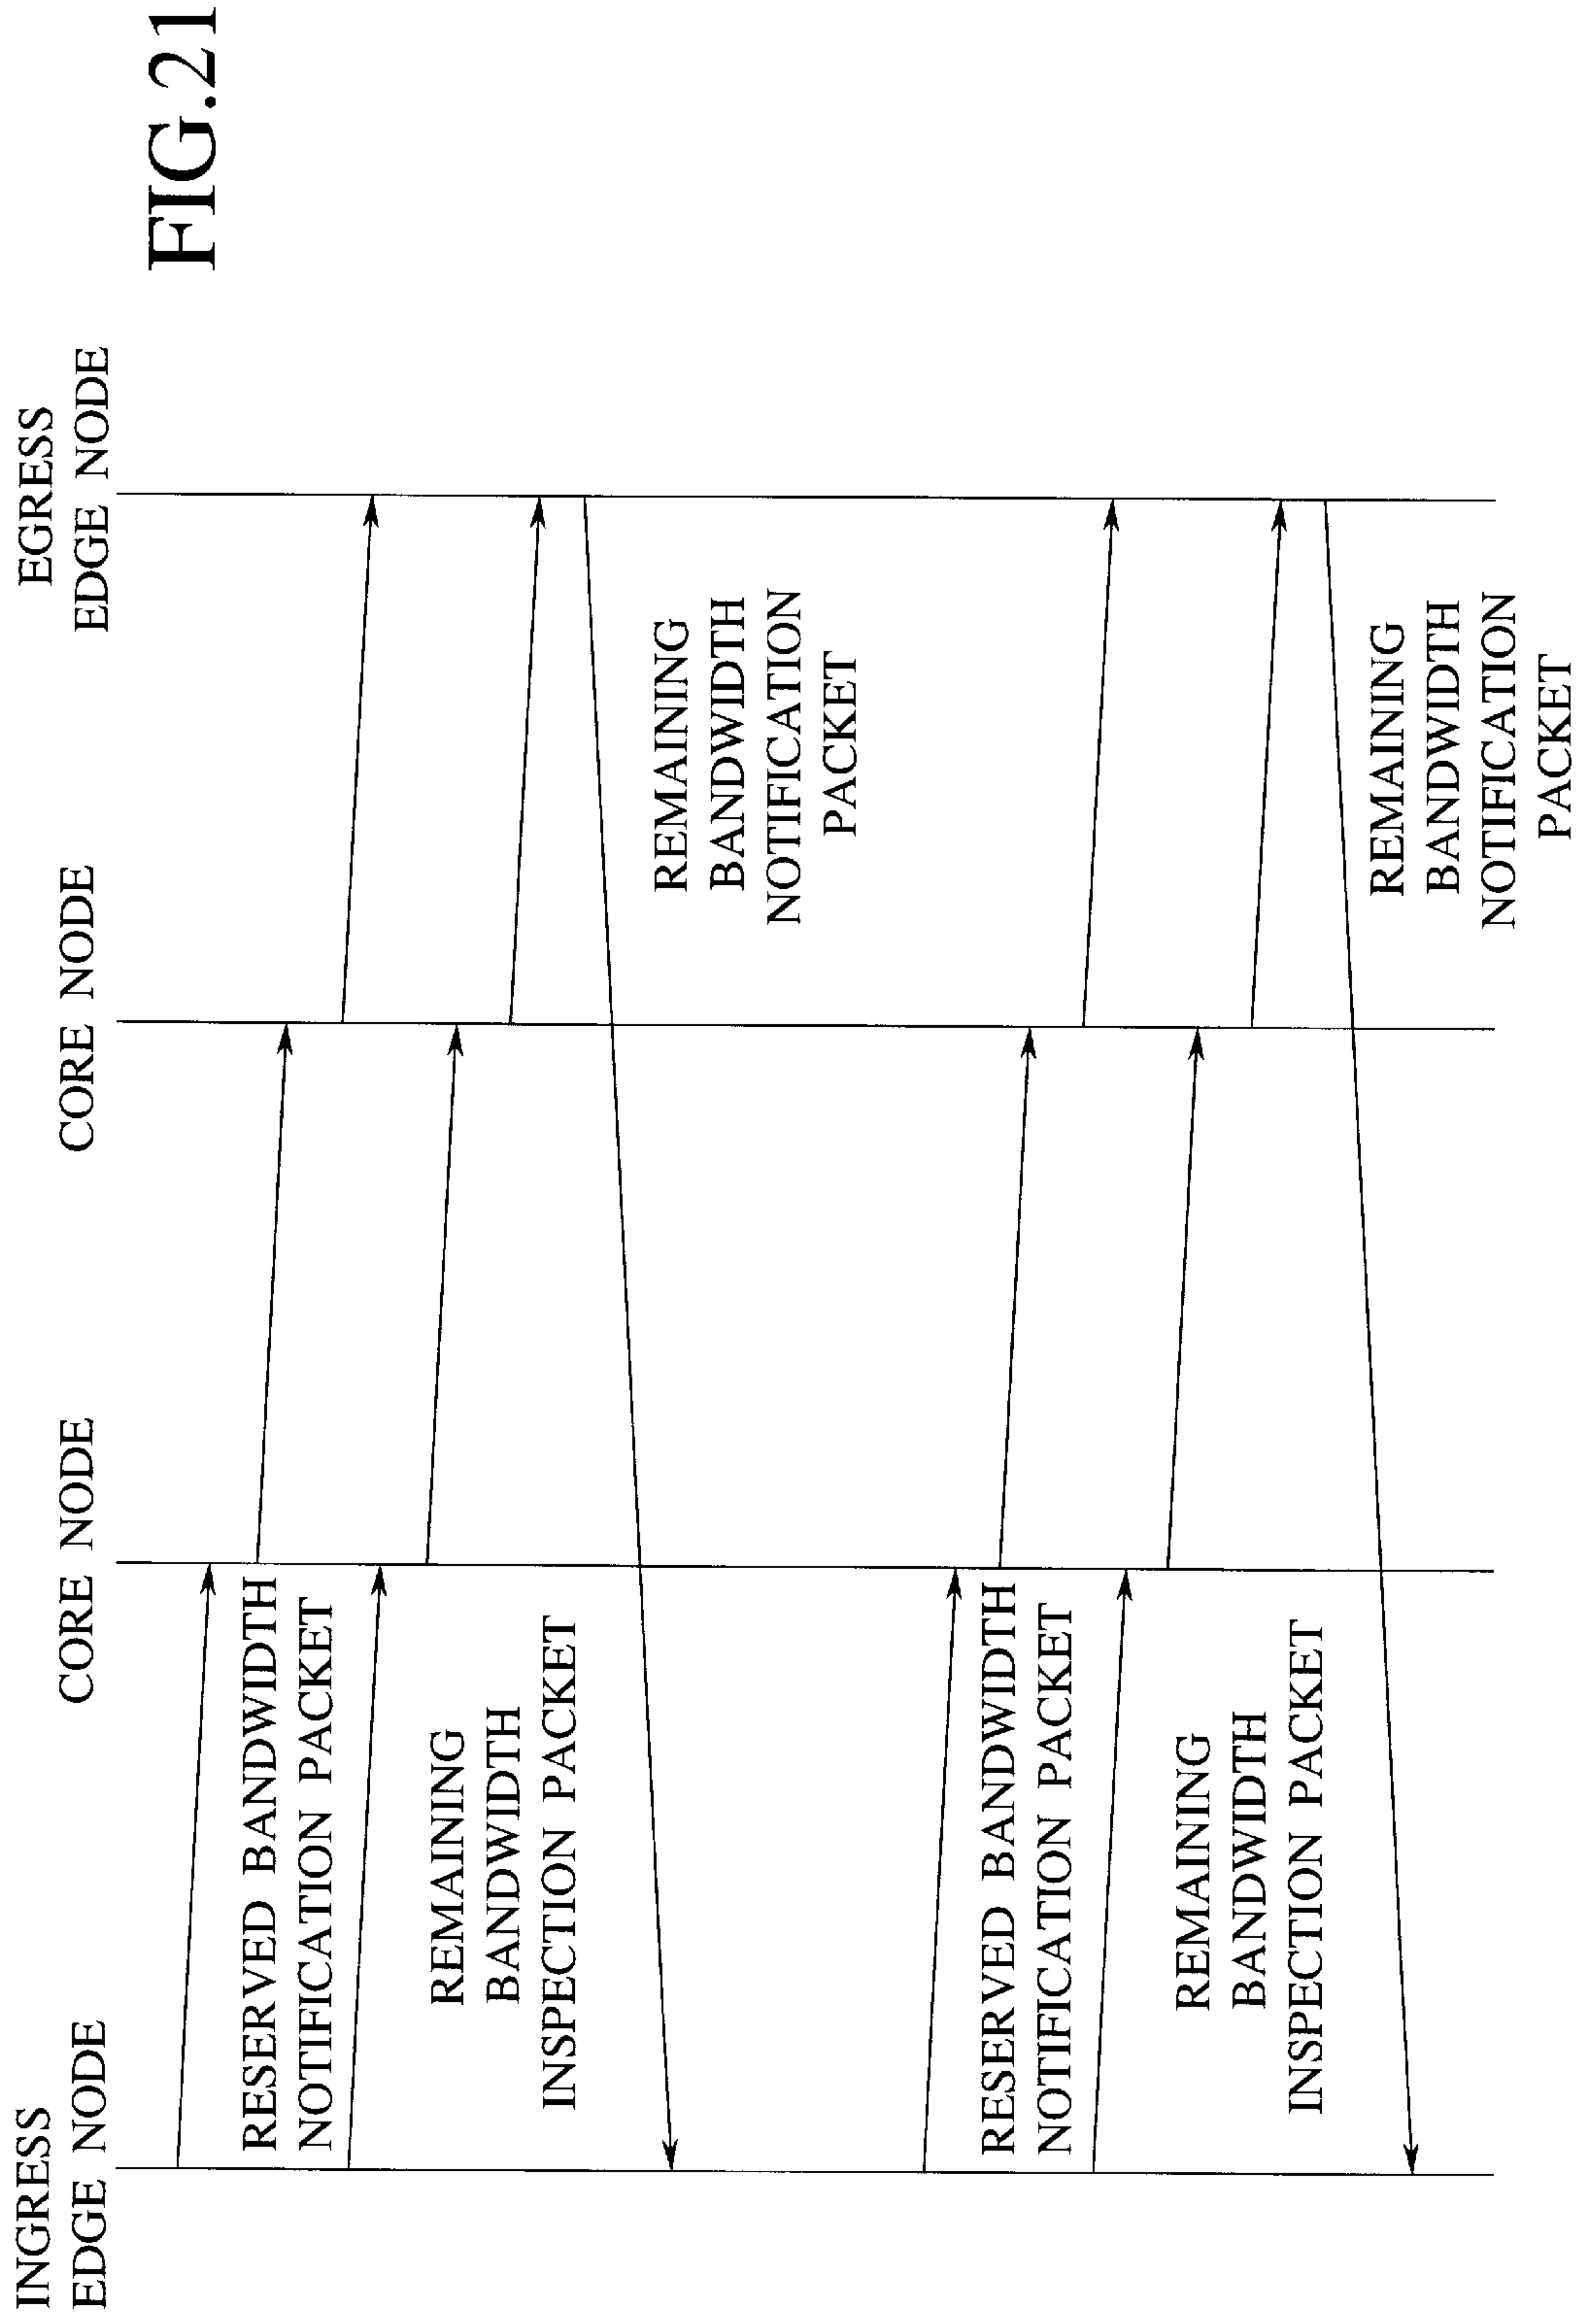 FIG.21
INGRESS
EDGE NODE
CORE NODE
CORE NODE
EGRESS
EDGE NODE
RESERVED BANDWIDTH
NOTIFICATION PACKET
REMAINING
BANDWIDTH
INSPECTION PACKET
REMAINING
BANDWIDTH
NOTIFICATION
PACKET
RESERVED BANDWIDTH
NOTIFICATION PACKET
REMAINING
BANDWIDTH
INSPECTION PACKET
REMAINING
BANDWIDTH
NOTIFICATION
PACKET